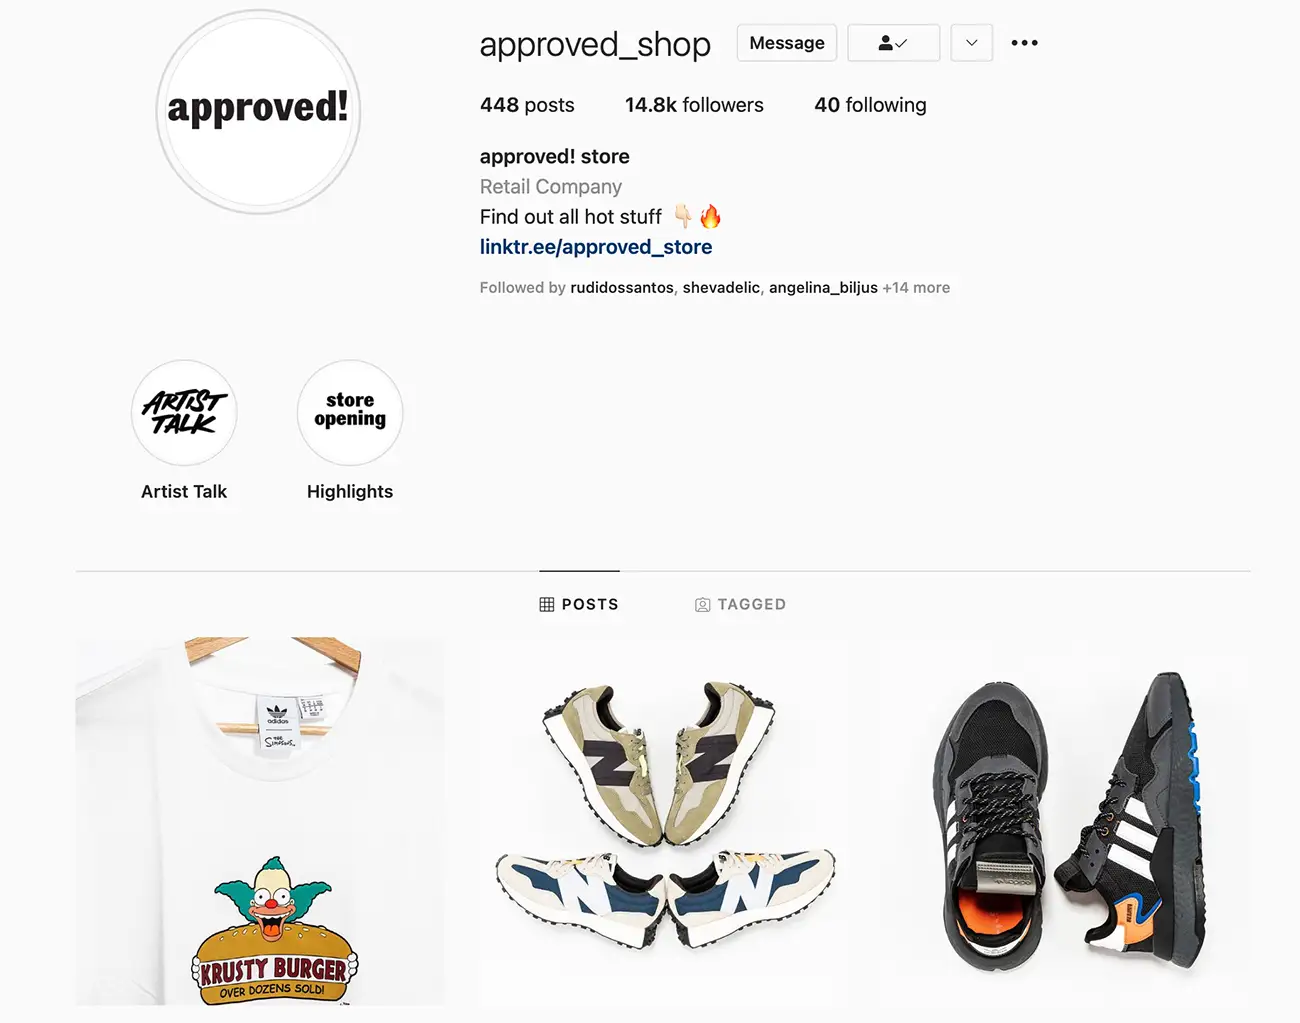 approved!
approved_shop
Message
448 posts 14.8k followers 40 following
approved! store
Retail Company
Find out all hot stuff 👇🏻🔥
linktr.ee/approved_store
Followed by rudidossantos, shevadelic, angelina_biljus +14 more
ARTIST
TALK
store
opening
Artist Talk
Highlights
POSTS
TAGGED
adidas
THE
SIMPSONS
KRUSTY BURGER
OVER DOZENS SOLD!
N
N
N
N